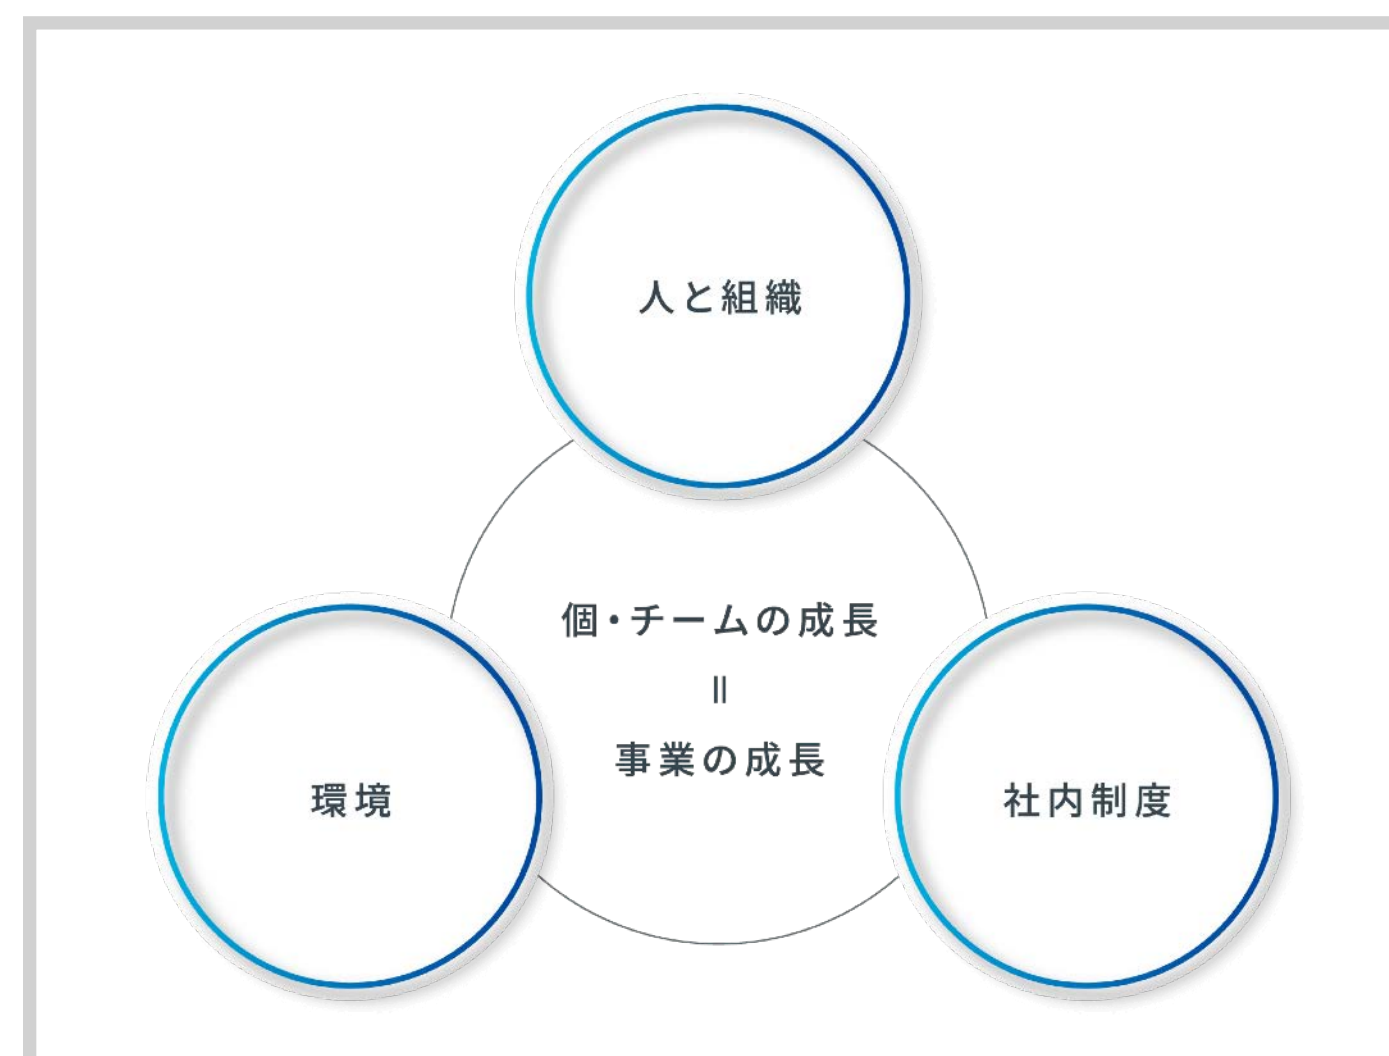 人と組織
個・チームの成長
=
事業の成長
環境
社内制度